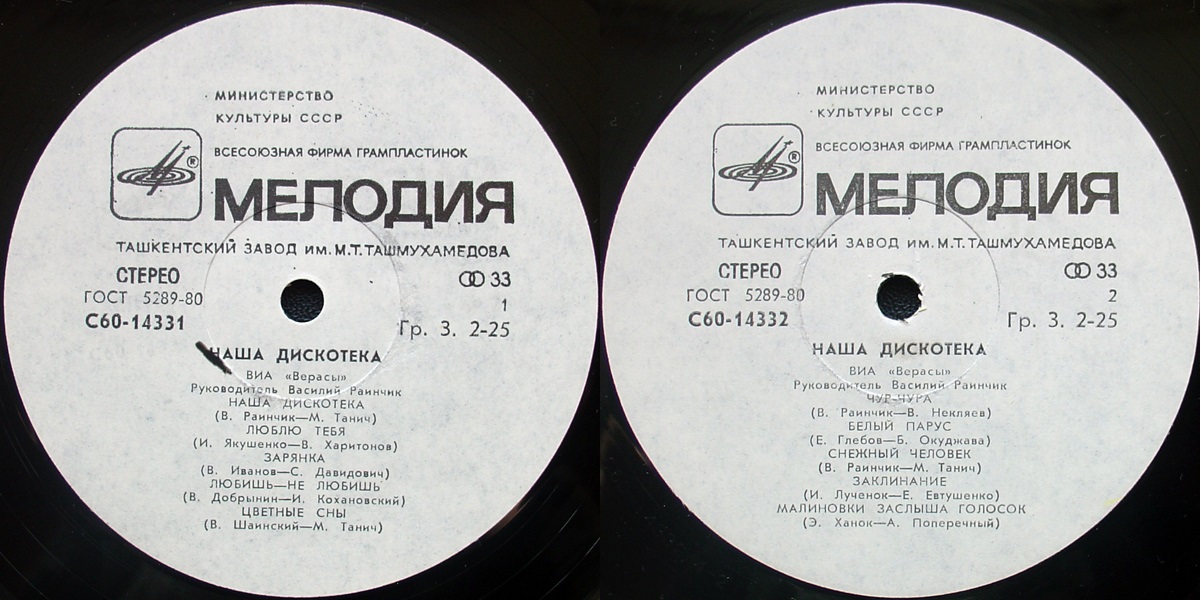 МИНИСТЕРСТВО
КУЛЬТУРЫ СССР
ВСЕСОЮЗНАЯ ФИРМА ГРАМПЛАСТИНОК
®
МЕЛОДИЯ
ТАШКЕНТСКИЙ ЗАВОД им. М.Т.ТАШМУХАМЕДОВА
СТЕРЕО
33
ГОСТ 5289-80
1
С60-14331
Гр. 3. 2-25
НАША ДИСКОТЕКА
ВИА «Верасы»
Руководитель Василий Раинчик
НАША ДИСКОТЕКА
(В. Раинчик—М. Танич)
ЛЮБЛЮ ТЕБЯ
(И. Якушенко—В. Харитонов)
ЗАРЯНКА
(В. Иванов—С. Давидович)
ЛЮБИШЬ—НЕ ЛЮБИШЬ
(В. Добрынин—И. Кохановский)
ЦВЕТНЫЕ СНЫ
(В. Шаинский—М. Танич)
МИНИСТЕРСТВО
КУЛЬТУРЫ СССР
ВСЕСОЮЗНАЯ ФИРМА ГРАМПЛАСТИНОК
®
МЕЛОДИЯ
ТАШКЕНТСКИЙ ЗАВОД им. М.Т.ТАШМУХАМЕДОВА
СТЕРЕО
33
ГОСТ 5289-80
2
С60-14332
Гр. 3. 2-25
НАША ДИСКОТЕКА
ВИА «Верасы»
Руководитель Василий Раинчик
ЧУР-ЧУРА
(В. Раинчик—В. Некляев)
БЕЛЫЙ ПАРУС
(Е. Глебов—Б. Окуджава)
СНЕЖНЫЙ ЧЕЛОВЕК
(В. Раинчик—М. Танич)
ЗАКЛИНАНИЕ
(И. Лученок—Е. Евтушенко)
МАЛИНОВКИ ЗАСЛЫША ГОЛОСОК
(Э. Ханок—А. Поперечный)